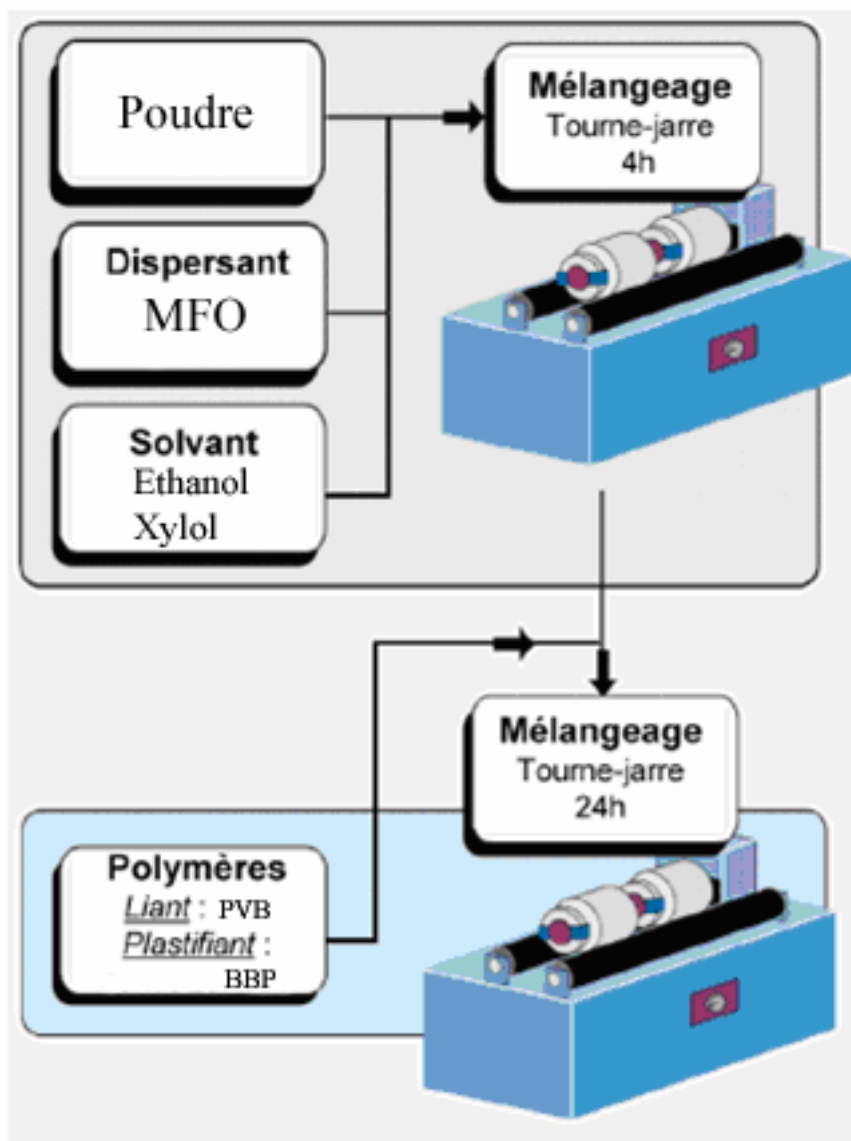 Poudre
Mélangeage
Tourne-jarre
4h
Dispersant
MFO
Solvant
Ethanol
Xylol
Mélangeage
Tourne-jarre
24h
Polymères
Liant : PVB
Plastifiant :
BBP